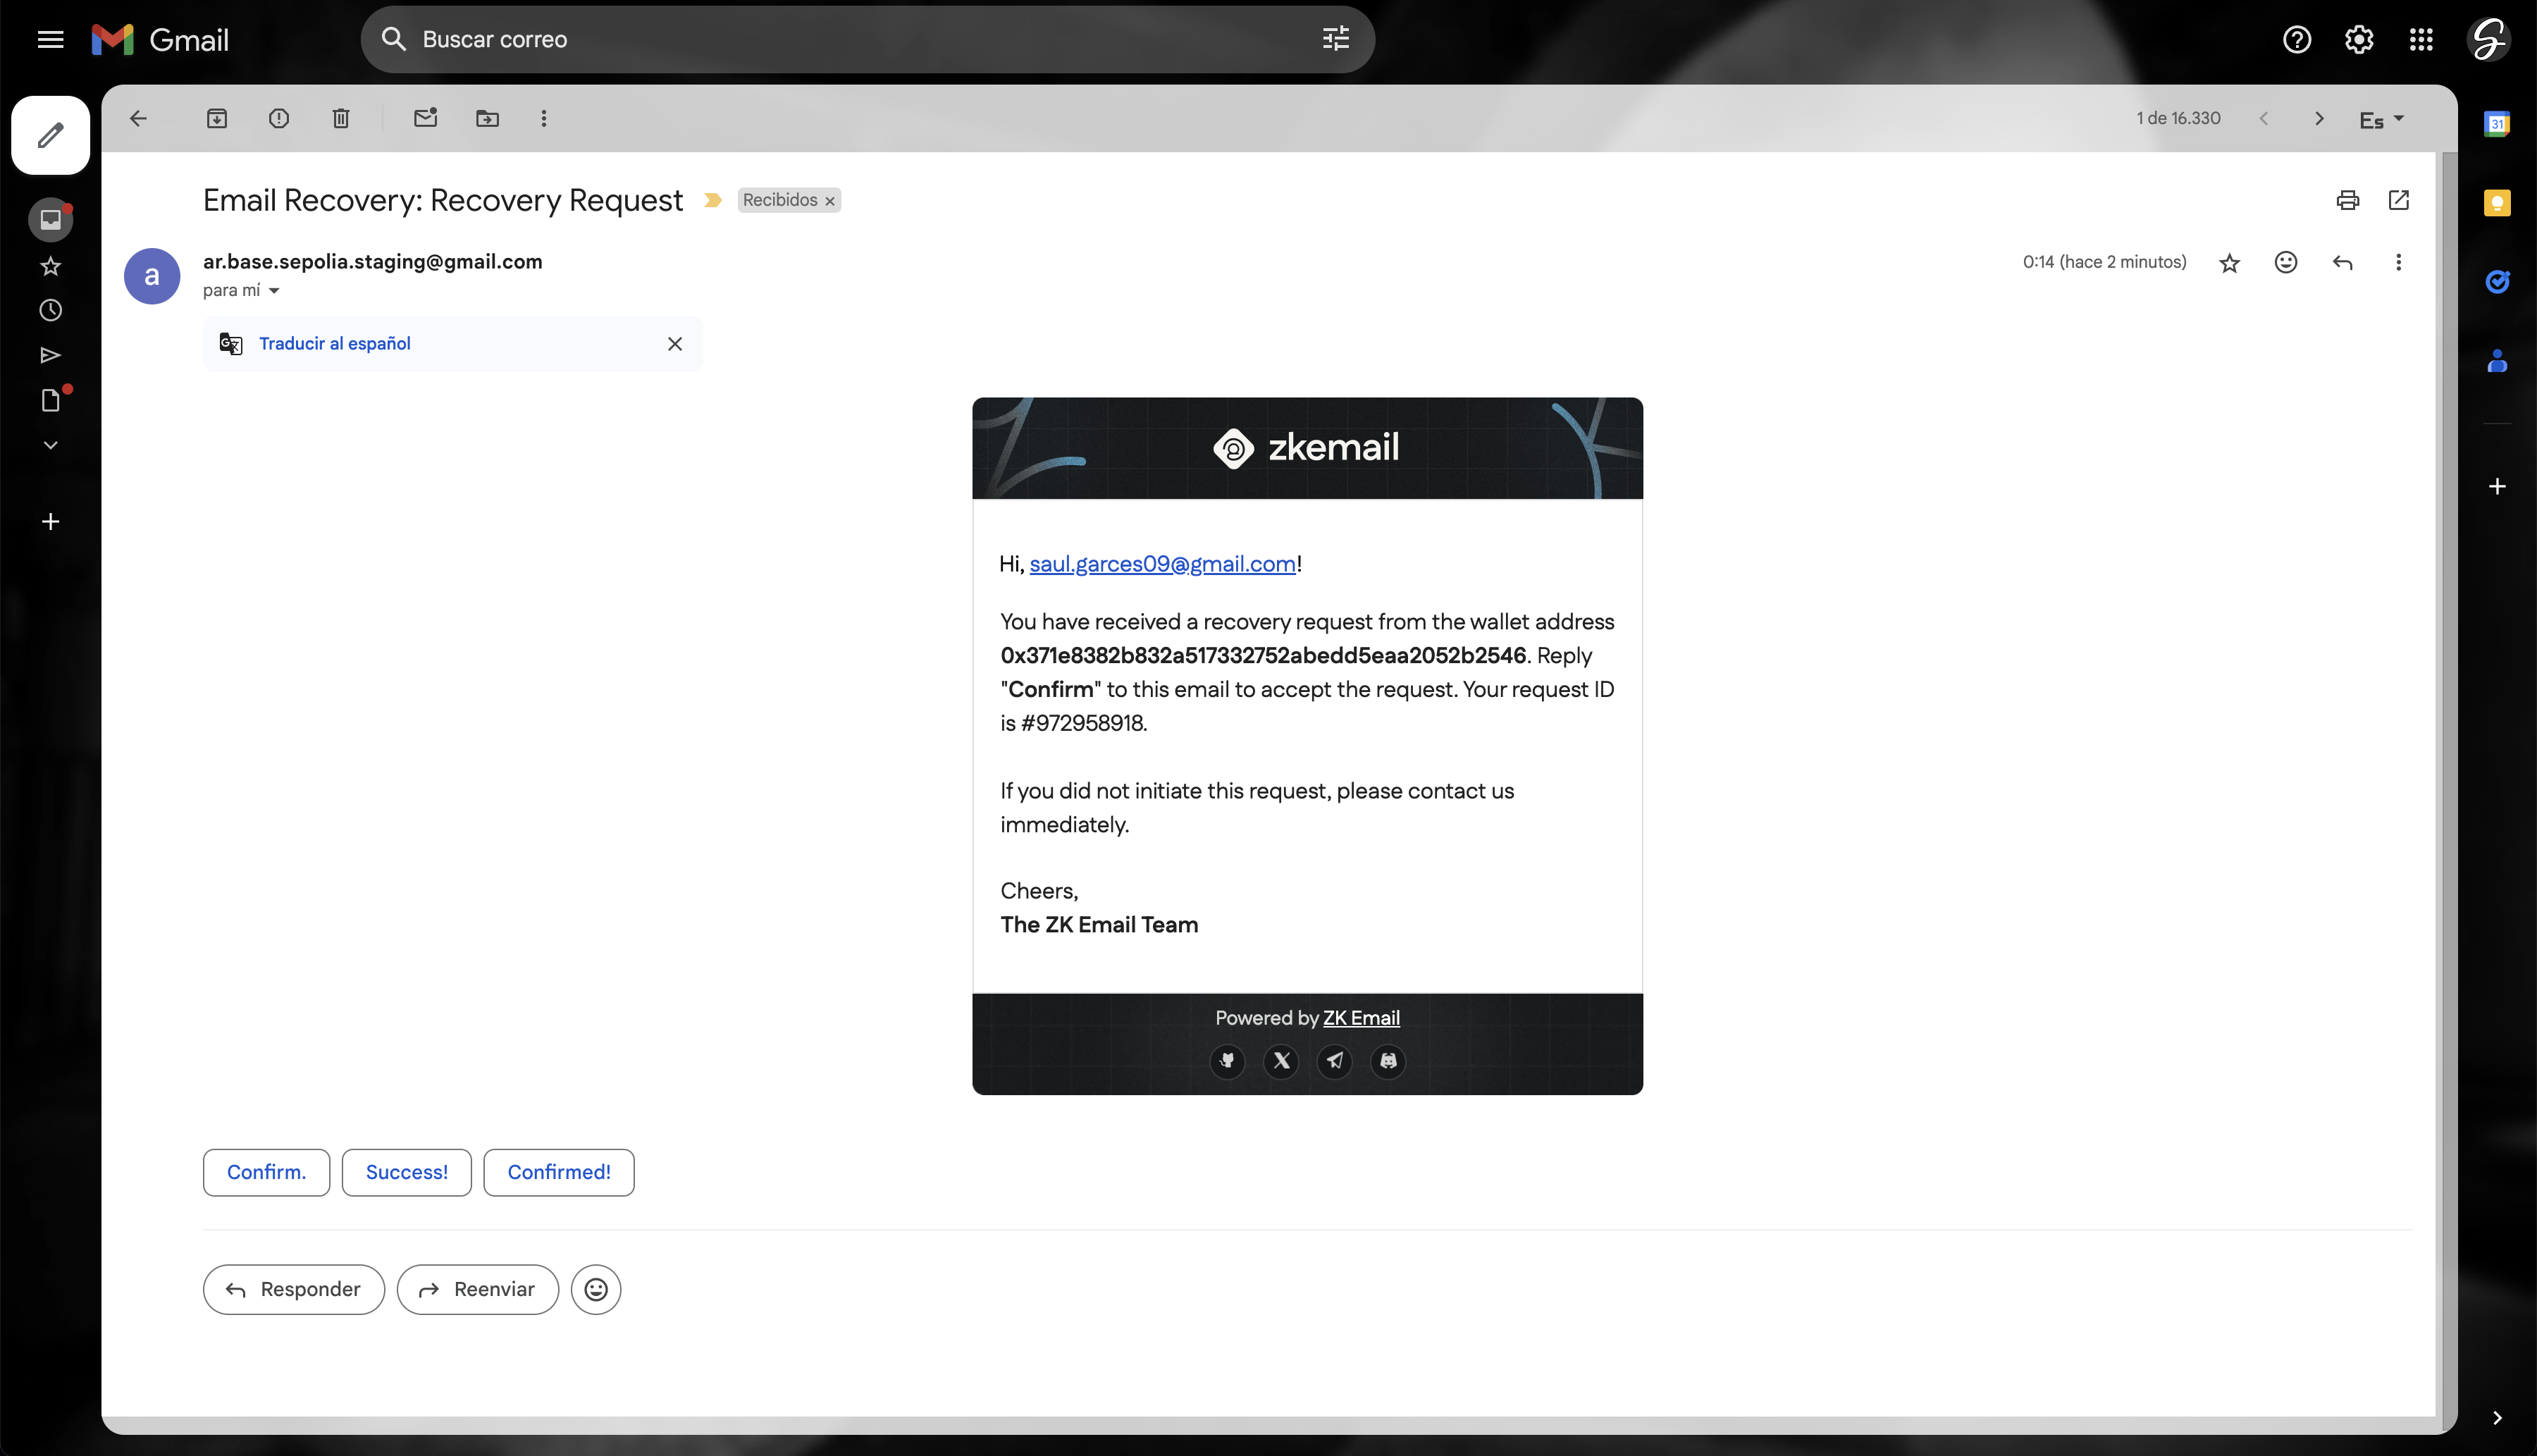 Gmail
Buscar correo
1 de 16.330
Es
Email Recovery: Recovery Request
Recibidos ×
a
ar.base.sepolia.staging@gmail.com
0:14 (hace 2 minutos)
para mí
Traducir al español
31
zkemail
Hi, saul.garces09@gmail.com!
You have received a recovery request from the wallet address
0x371e8382b832a517332752abedd5eaa2052b2546. Reply
"Confirm" to this email to accept the request. Your request ID
is #972958918.
If you did not initiate this request, please contact us
immediately.
Cheers,
The ZK Email Team
Powered by ZK Email
Confirm.
Success!
Confirmed!
Responder
Reenviar